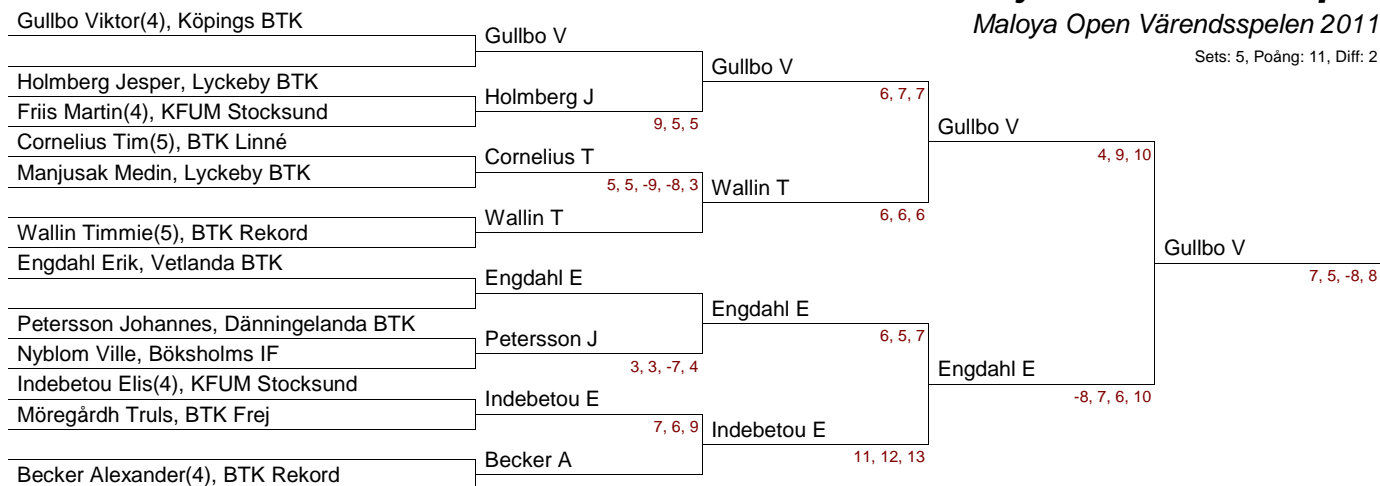 Maloya Open Värendsspelen 2011
Sets: 5, Poång: 11, Diff: 2
Gullbo Viktor(4), Köpings BTK
Gullbo V
Gullbo V
Holmberg Jesper, Lyckeby BTK
Holmberg J
6, 7, 7
Friis Martin(4), KFUM Stocksund
9, 5, 5
Gullbo V
Cornelius Tim(5), BTK Linné
Cornelius T
4, 9, 10
Manjusak Medin, Lyckeby BTK
5, 5, -9, -8, 3
Wallin T
Wallin T
6, 6, 6
Wallin Timmie(5), BTK Rekord
Gullbo V
Engdahl Erik, Vetlanda BTK
Engdahl E
7, 5, -8, 8
Engdahl E
Petersson Johannes, Dänningelanda BTK
Petersson J
6, 5, 7
Nyblom Ville, Böksholms IF
3, 3, -7, 4
Engdahl E
Indebetou Elis(4), KFUM Stocksund
Indebetou E
-8, 7, 6, 10
Möregårdh Truls, BTK Frej
7, 6, 9
Indebetou E
Becker A
11, 12, 13
Becker Alexander(4), BTK Rekord